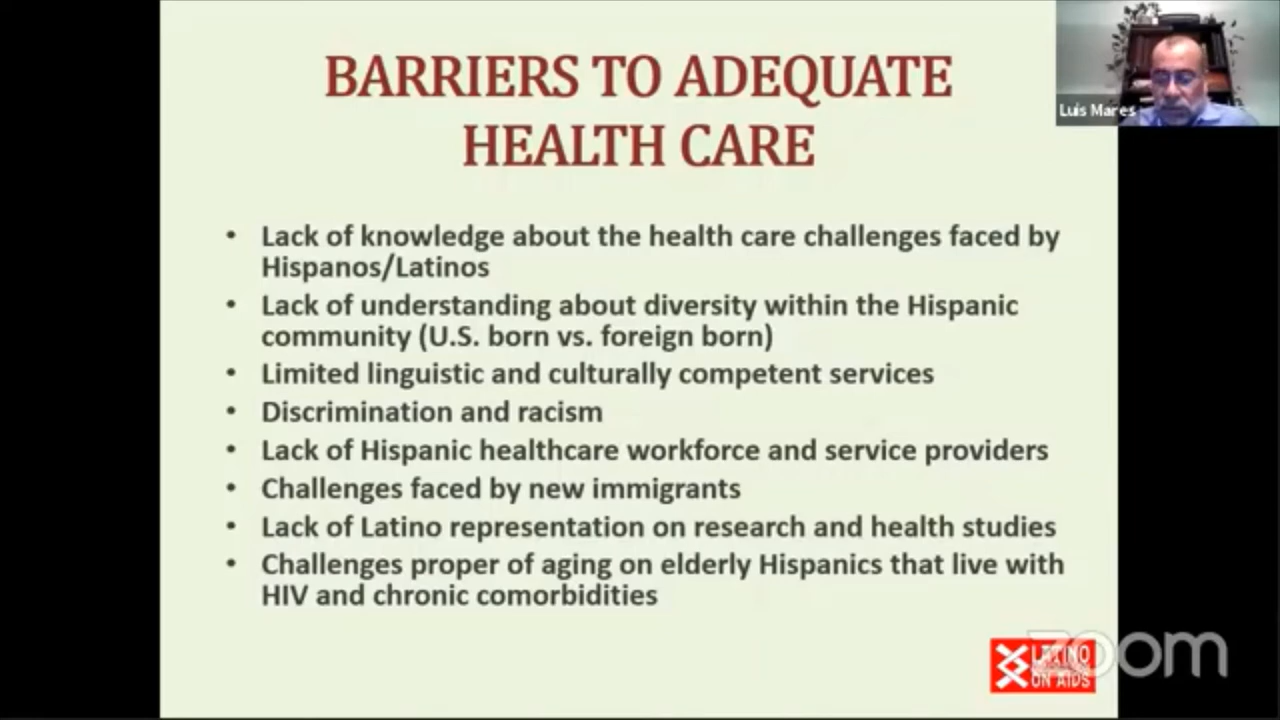 BARRIERS TO ADEQUATE
HEALTH CARE
Luis Mares
• Lack of knowledge about the health care challenges faced by
Hispanos/Latinos
• Lack of understanding about diversity within the Hispanic
community (U.S. born vs. foreign born)
• Limited linguistic and culturally competent services
• Discrimination and racism
• Lack of Hispanic healthcare workforce and service providers
• Challenges faced by new immigrants
• Lack of Latino representation on research and health studies
• Challenges proper of aging on elderly Hispanics that live with
HIV and chronic comorbidities
LATINO
ON AIDS
zoom